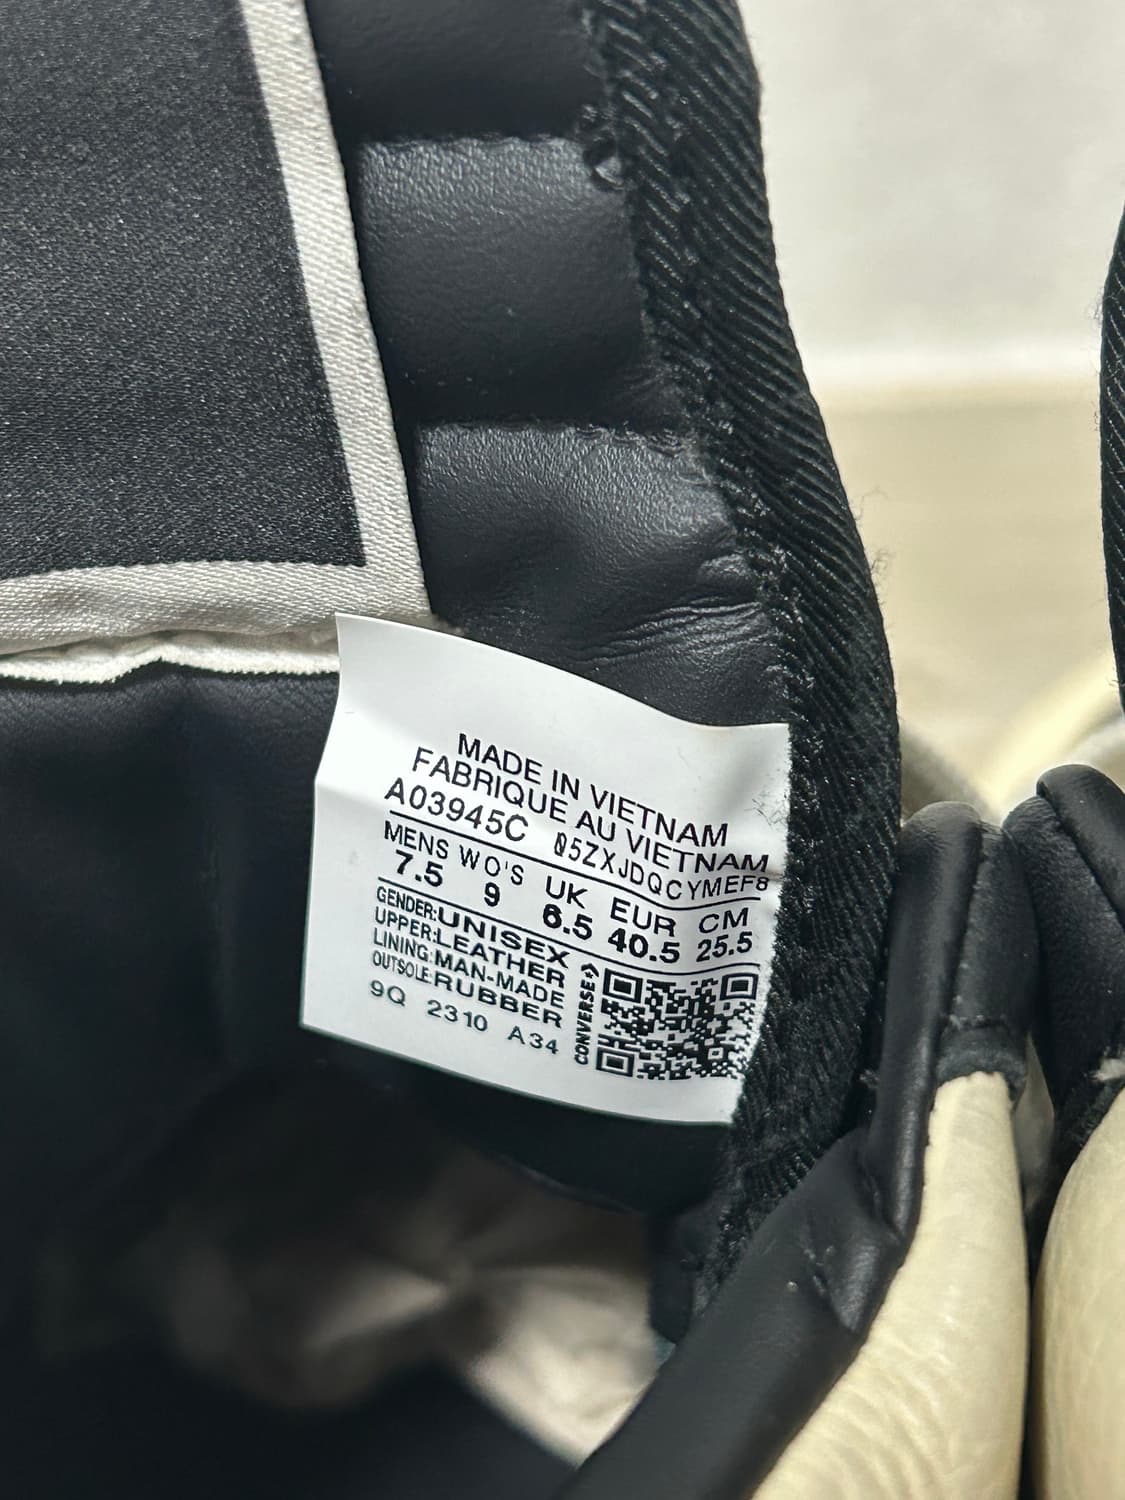 MADE IN VIETNAM
FABRIQUE AU VIETNAM
A03945C 05ZXJDQCYMEF8
MENS WO'S UK EUR CM
7.5 9 6.5 40.5 25.5
GENDER:UNISEX
UPPER:LEATHER
LINING:MAN-MADE
OUTSOLE:RUBBER
9Q 2310 A34
CONVERSE